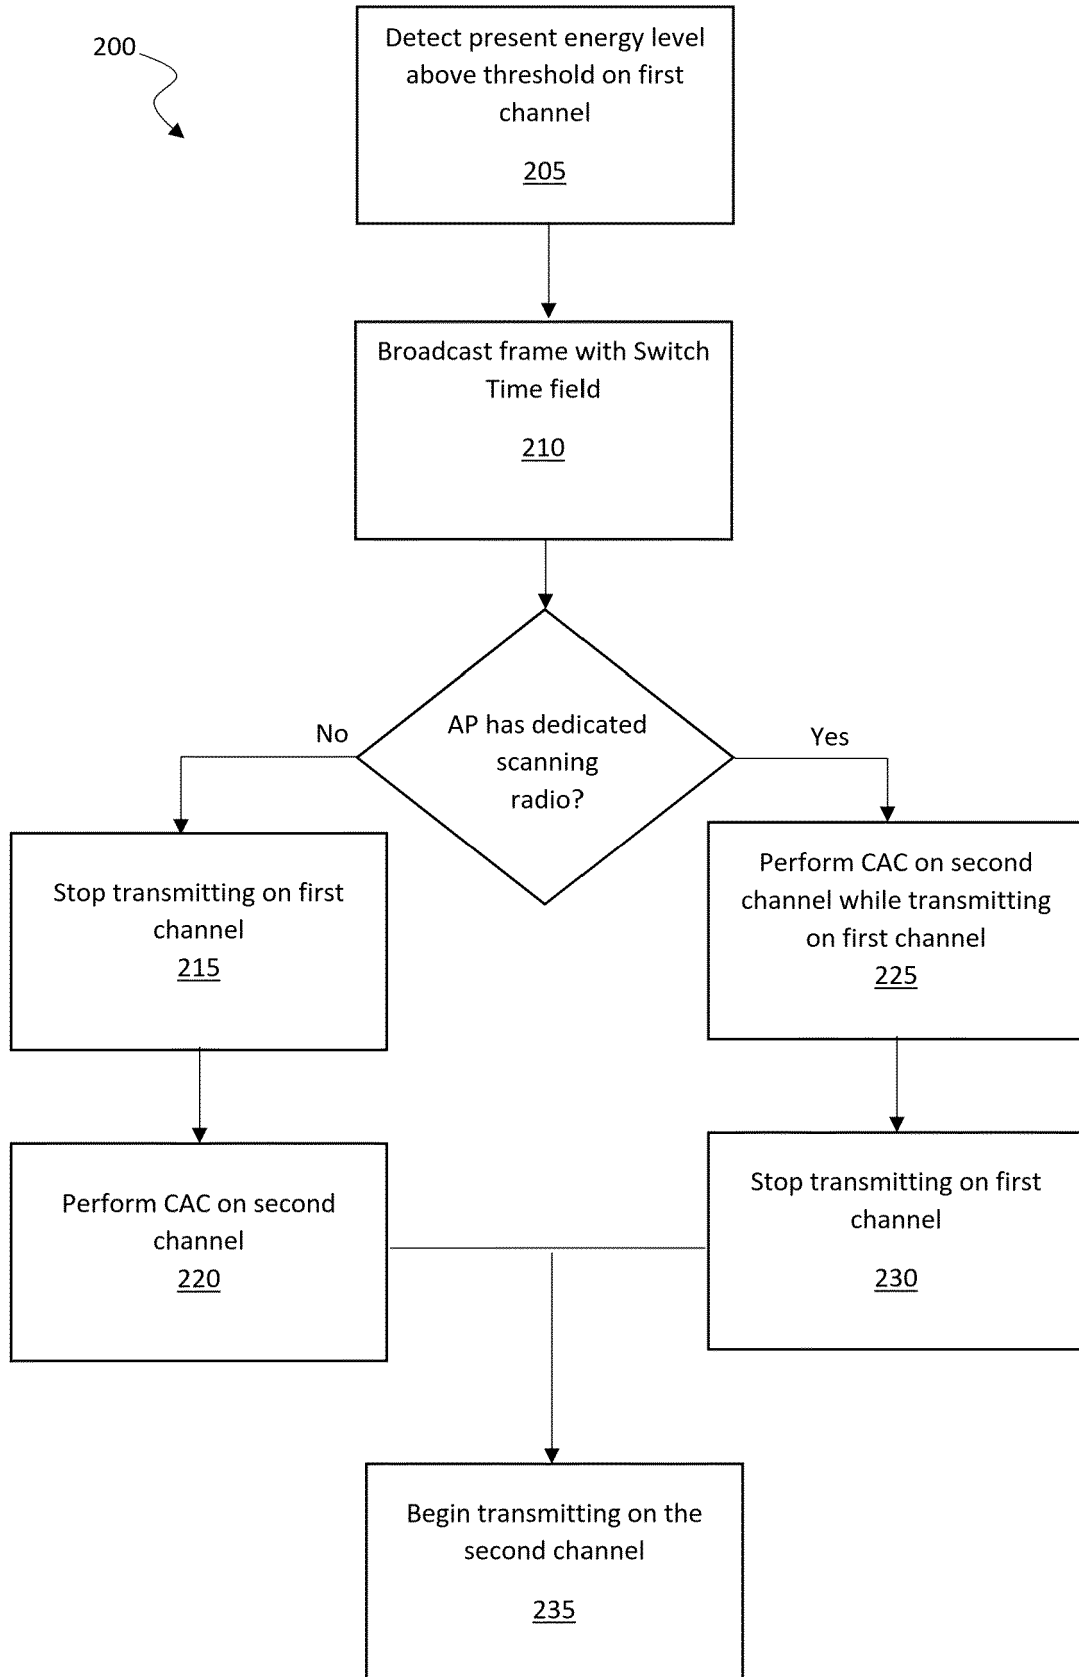 200
Detect present energy level
above threshold on first
channel
205
Broadcast frame with Switch
Time field
210
AP has dedicated
scanning
radio?
No
Yes
Stop transmitting on first
channel
215
Perform CAC on second
channel while transmitting
on first channel
225
Perform CAC on second
channel
220
Stop transmitting on first
channel
230
Begin transmitting on the
second channel
235